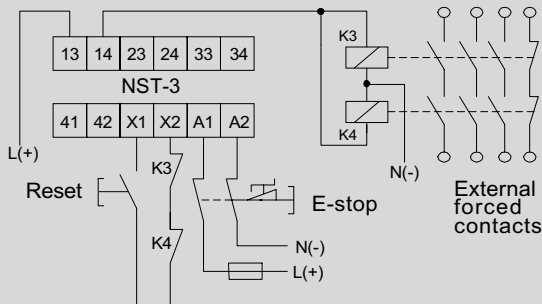 13 14 23 24 33 34
NST-3
41 42 X1 X2 A1 A2
L(+)
Reset
K3
K4
E-stop
N(-)
L(+)
K3
K4
N(-)
External
forced
contacts